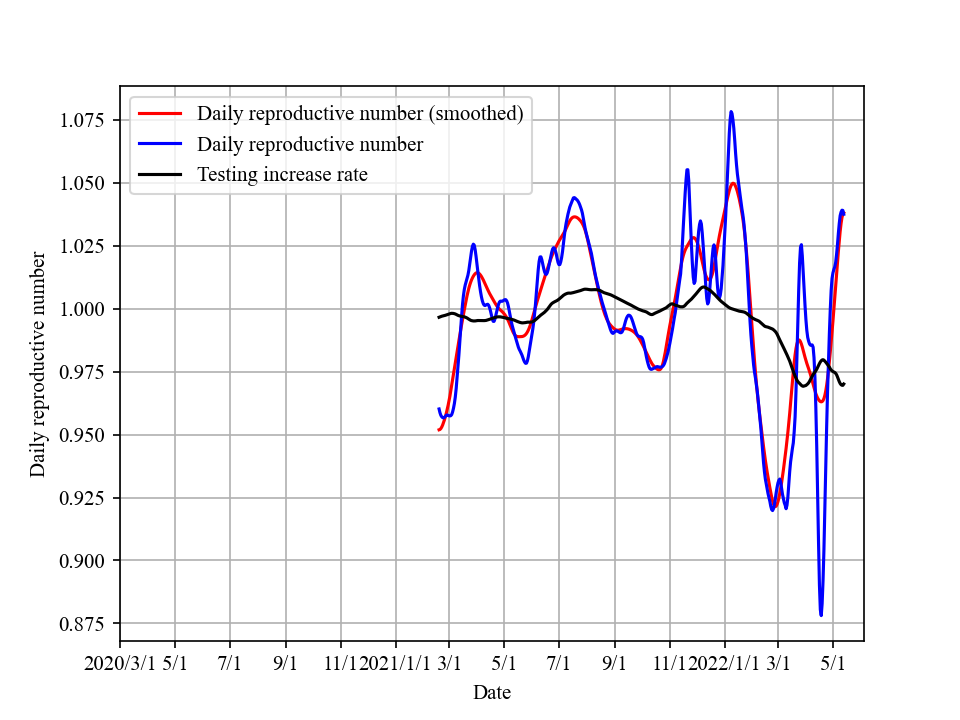 Daily reproductive number (smoothed)
Daily reproductive number
Testing increase rate
1.075
1.050
1.025
1.000
0.975
0.950
0.925
0.900
0.875
Daily reproductive number
2020/3/1 5/1 7/1 9/1 11/1 2021/1/1 3/1 5/1 7/1 9/1 11/1 2022/1/1 3/1 5/1
Date